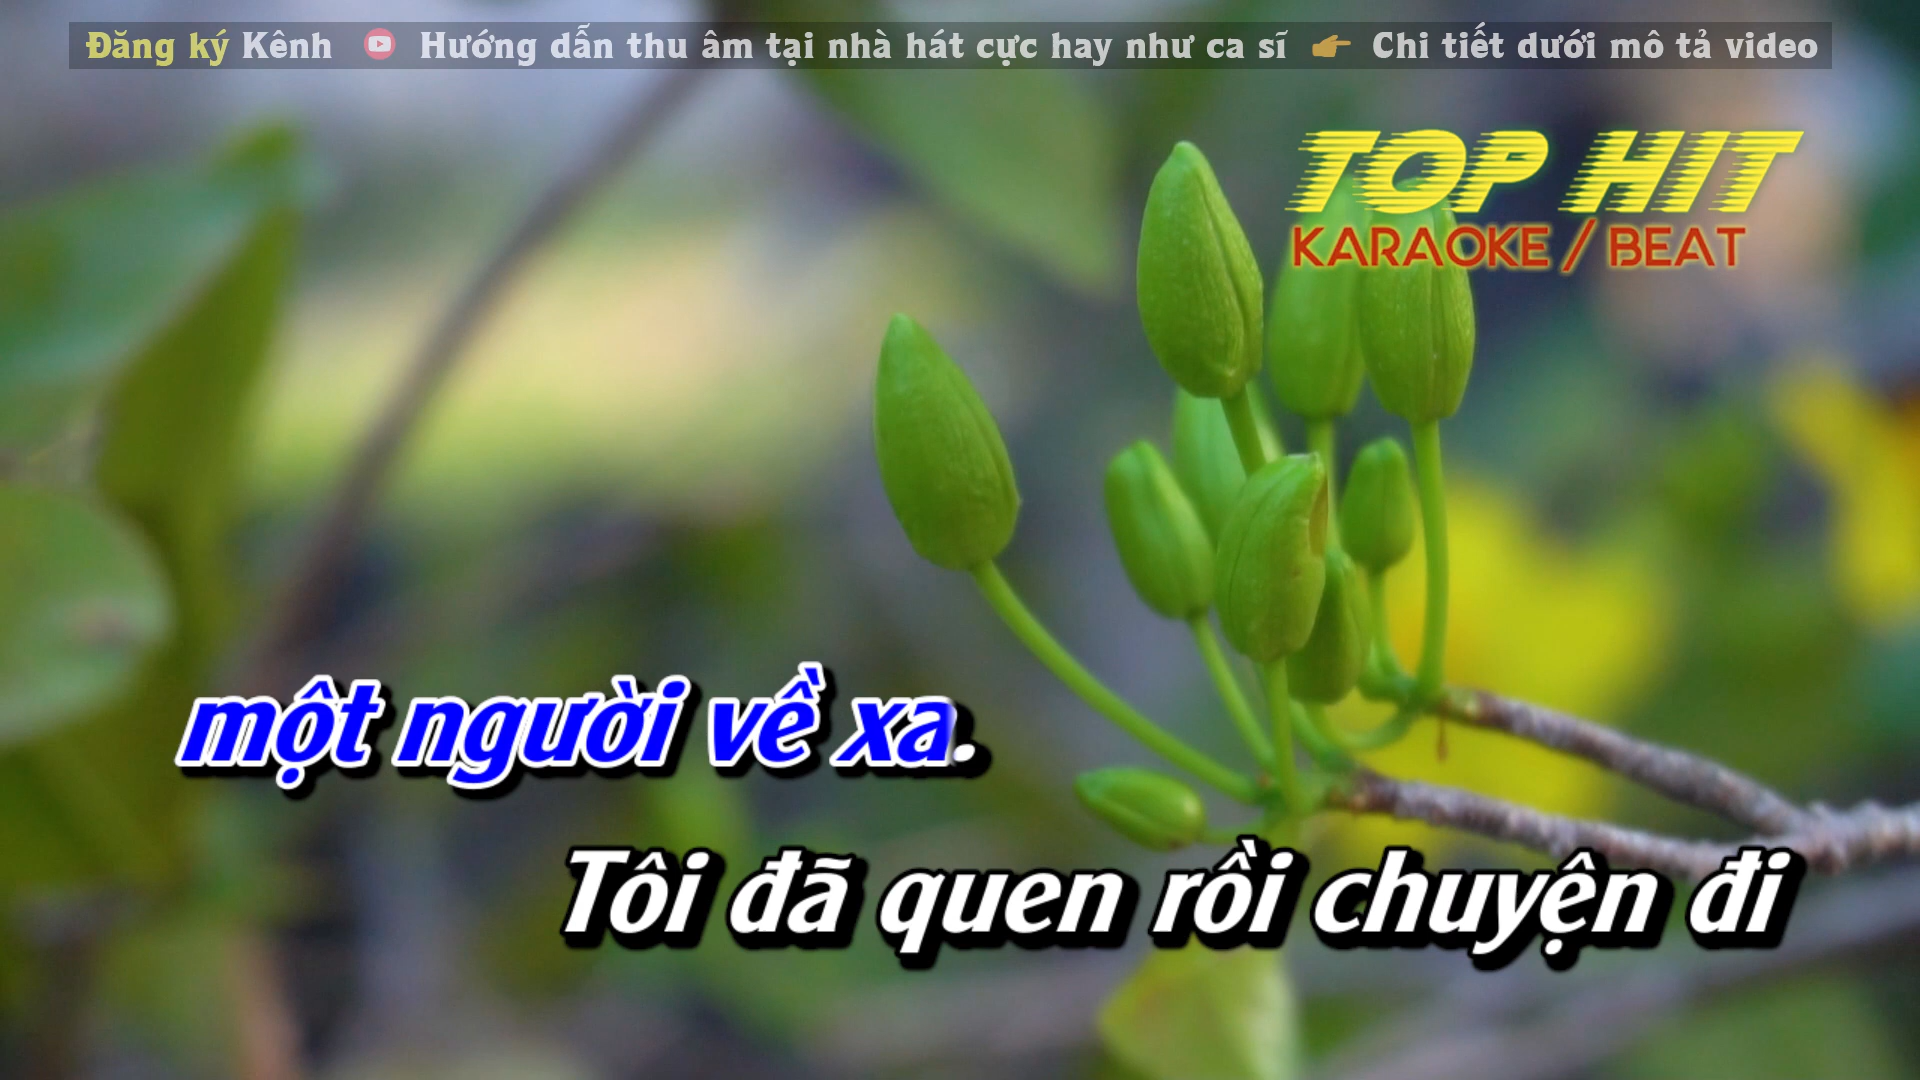 Đăng ký Kênh Hướng dẫn thu âm tại nhà hát cực hay như ca sĩ Chi tiết dưới mô tả video
TOP HIT
KARAOKE / BEAT
một người về xa.
Tôi đã quen rồi chuyện đi